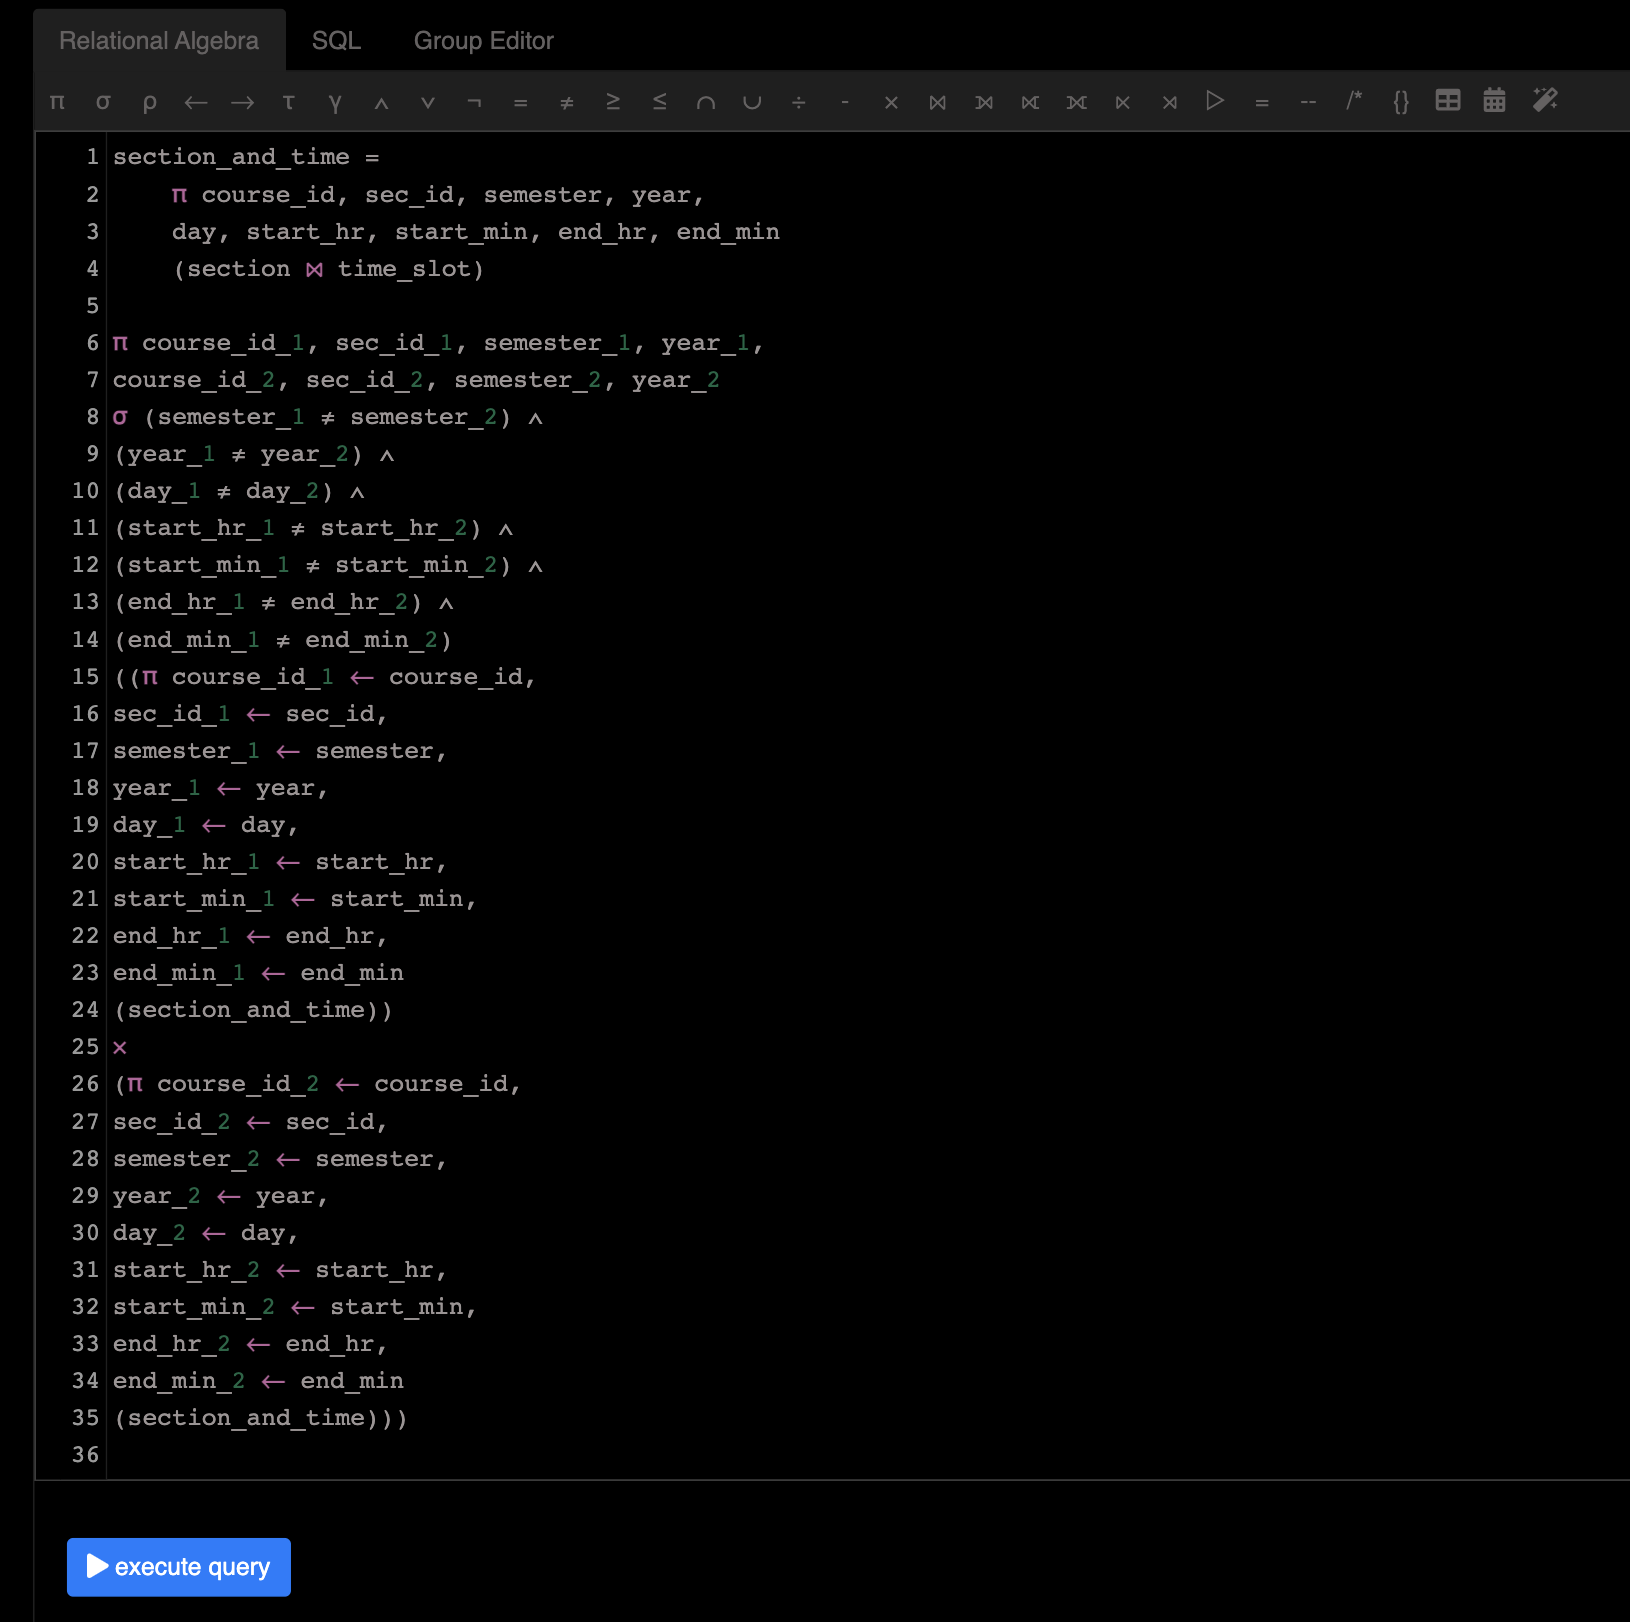 Relational Algebra SQL Group Editor
π σ ρ ← → τ γ ∧ ∨ ¬ = ≠ ≥ ≤ ∩ ∪ ÷ - × ⋈ ⟕ ⟖ ⟗ ⋉ ⋊ ▷ = -- /* {}
1 section_and_time =
2 π course_id, sec_id, semester, year,
3 day, start_hr, start_min, end_hr, end_min
4 (section ⋈ time_slot)
5
6 π course_id_1, sec_id_1, semester_1, year_1,
7 course_id_2, sec_id_2, semester_2, year_2
8 σ (semester_1 ≠ semester_2) ∧
9 (year_1 ≠ year_2) ∧
10 (day_1 ≠ day_2) ∧
11 (start_hr_1 ≠ start_hr_2) ∧
12 (start_min_1 ≠ start_min_2) ∧
13 (end_hr_1 ≠ end_hr_2) ∧
14 (end_min_1 ≠ end_min_2)
15 ((π course_id_1 ← course_id,
16 sec_id_1 ← sec_id,
17 semester_1 ← semester,
18 year_1 ← year,
19 day_1 ← day,
20 start_hr_1 ← start_hr,
21 start_min_1 ← start_min,
22 end_hr_1 ← end_hr,
23 end_min_1 ← end_min
24 (section_and_time))
25 ×
26 (π course_id_2 ← course_id,
27 sec_id_2 ← sec_id,
28 semester_2 ← semester,
29 year_2 ← year,
30 day_2 ← day,
31 start_hr_2 ← start_hr,
32 start_min_2 ← start_min,
33 end_hr_2 ← end_hr,
34 end_min_2 ← end_min
35 (section_and_time)))
36
execute query